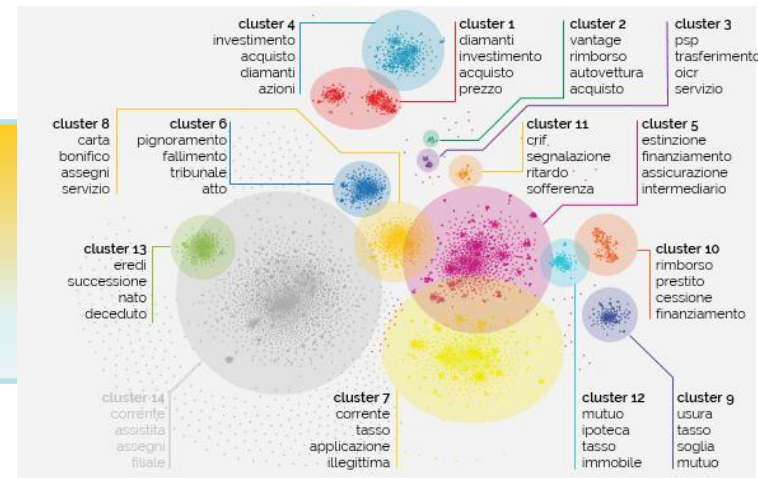 cluster 4
investimento
acquisto
diamanti
azioni
cluster 1
diamanti
investimento
acquisto
prezzo
cluster 2
vantage
rimborso
autovettura
acquisto
cluster 3
psp
trasferimento
oicr
servizio
cluster 8
carta
bonifico
assegni
servizio
cluster 6
pignoramento
fallimento
tribunale
atto
cluster 11
crif,
segnalazione
ritardo
sofferenza
cluster 5
estinzione
finanziamento
assicurazione
intermediario
cluster 13
eredi
successione
nato
deceduto
cluster 10
rimborso
prestito
cessione
finanziamento
cluster 14
corrente
assistita
assegni
filiale
cluster 7
corrente
tasso
applicazione
illegittima
cluster 12
mutuo
ipoteca
tasso
immobile
cluster 9
usura
tasso
soglia
mutuo